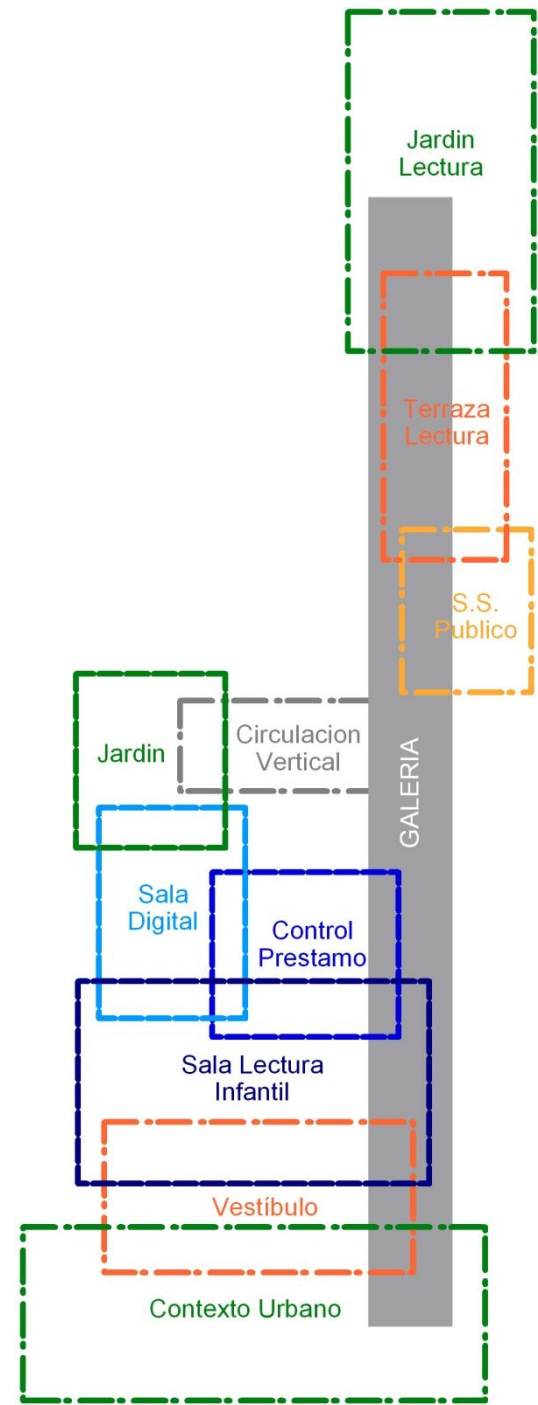 Jardin
Lectura
Terraza
Lectura
S.S.
Publico
Circulacion
Vertical
Jardin
GALERIA
Sala
Digital
Control
Prestamo
Sala Lectura
Infantil
Vestíbulo
Contexto Urbano